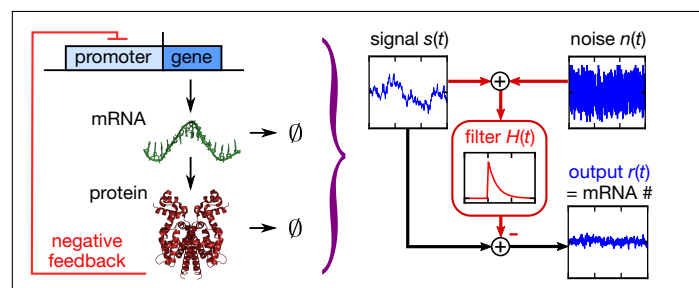 promoter gene
mRNA
∅
protein
∅
negative
feedback
signal s(t)
noise n(t)
+
filter H(t)
output r(t)
= mRNA #
−
+